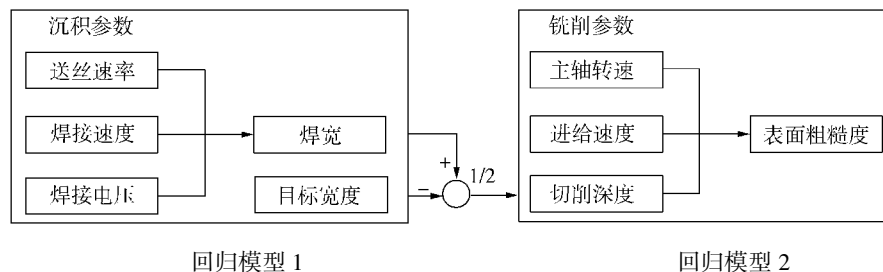 沉积参数
送丝速率
焊接速度
焊接电压
焊宽
目标宽度
+
−
1/2
铣削参数
主轴转速
进给速度
切削深度
表面粗糙度
回归模型 1
回归模型 2